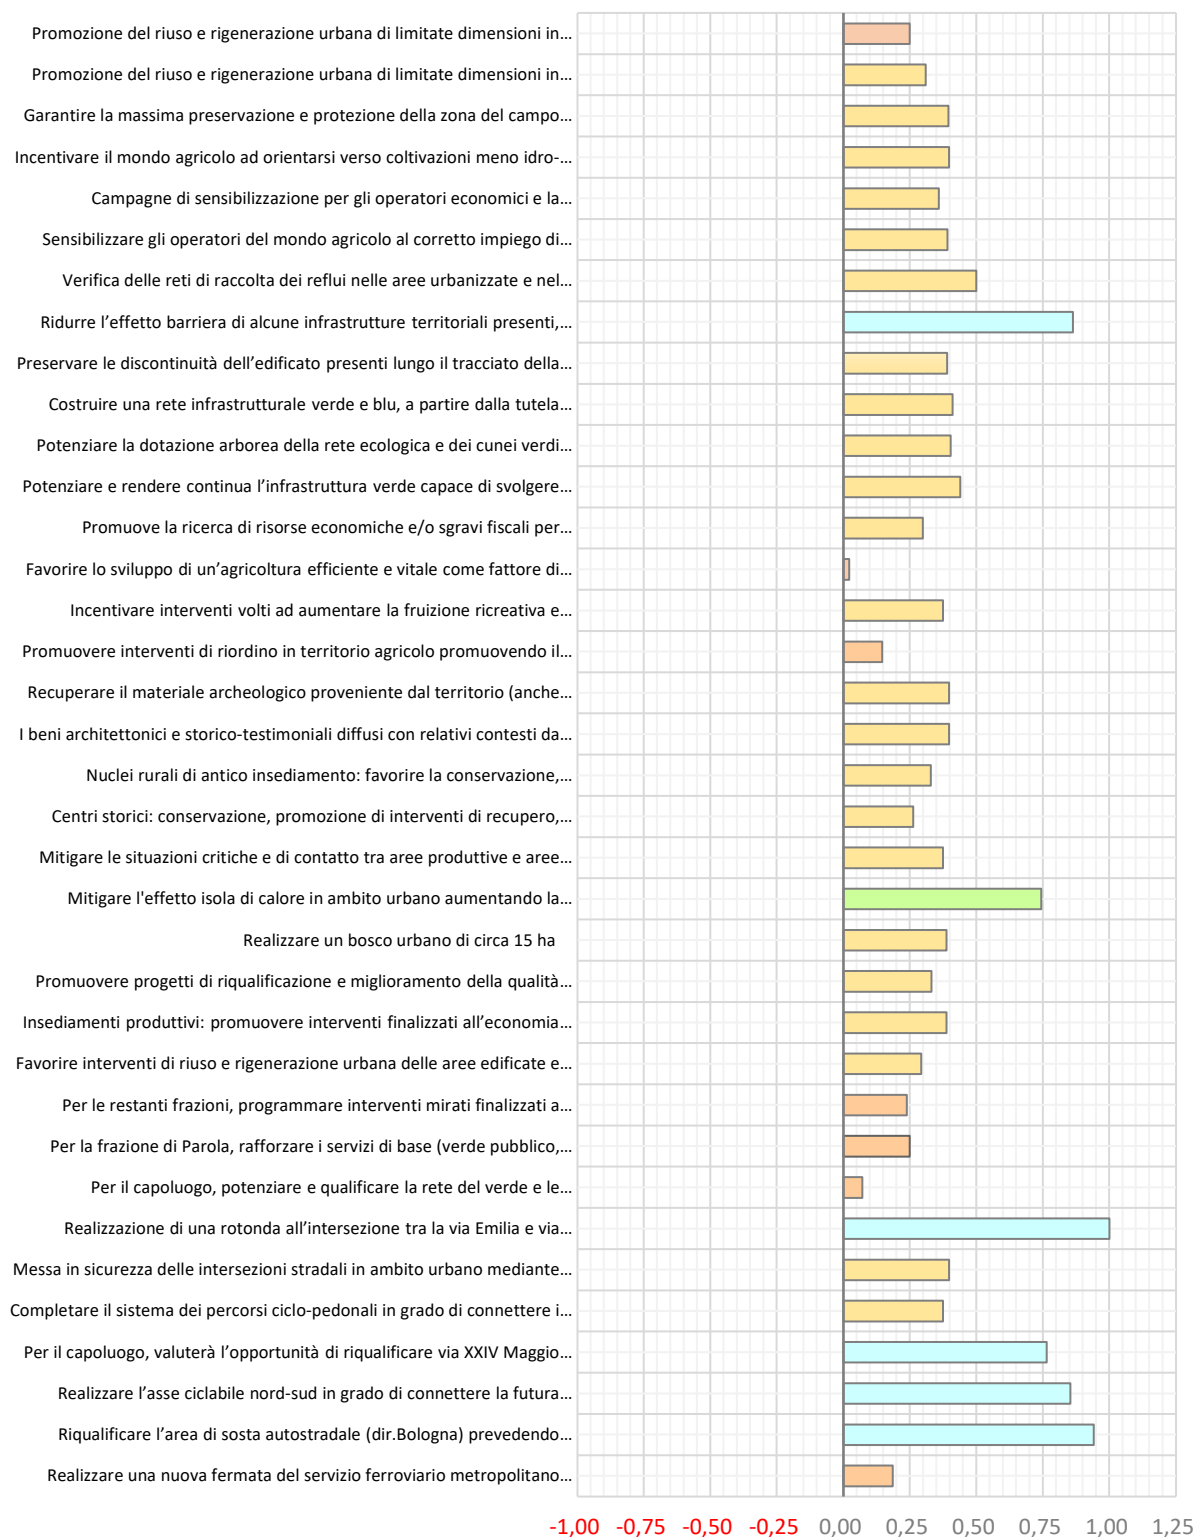 Promozione del riuso e rigenerazione urbana di limitate dimensioni in…
Promozione del riuso e rigenerazione urbana di limitate dimensioni in…
Garantire la massima preservazione e protezione della zona del campo…
Incentivare il mondo agricolo ad orientarsi verso coltivazioni meno idro-…
Campagne di sensibilizzazione per gli operatori economici e la…
Sensibilizzare gli operatori del mondo agricolo al corretto impiego di…
Verifica delle reti di raccolta dei reflui nelle aree urbanizzate e nel…
Ridurre l’effetto barriera di alcune infrastrutture territoriali presenti,…
Preservare le discontinuità dell’edificato presenti lungo il tracciato della…
Costruire una rete infrastrutturale verde e blu, a partire dalla tutela…
Potenziare la dotazione arborea della rete ecologica e dei cunei verdi…
Potenziare e rendere continua l’infrastruttura verde capace di svolgere…
Promuove la ricerca di risorse economiche e/o sgravi fiscali per…
Favorire lo sviluppo di un’agricoltura efficiente e vitale come fattore di…
Incentivare interventi volti ad aumentare la fruizione ricreativa e…
Promuovere interventi di riordino in territorio agricolo promuovendo il…
Recuperare il materiale archeologico proveniente dal territorio (anche…
I beni architettonici e storico-testimoniali diffusi con relativi contesti da…
Nuclei rurali di antico insediamento: favorire la conservazione,…
Centri storici: conservazione, promozione di interventi di recupero,…
Mitigare le situazioni critiche e di contatto tra aree produttive e aree…
Mitigare l'effetto isola di calore in ambito urbano aumentando la…
Realizzare un bosco urbano di circa 15 ha
Promuovere progetti di riqualificazione e miglioramento della qualità…
Insediamenti produttivi: promuovere interventi finalizzati all’economia…
Favorire interventi di riuso e rigenerazione urbana delle aree edificate e…
Per le restanti frazioni, programmare interventi mirati finalizzati a…
Per la frazione di Parola, rafforzare i servizi di base (verde pubblico,…
Per il capoluogo, potenziare e qualificare la rete del verde e le…
Realizzazione di una rotonda all’intersezione tra la via Emilia e via…
Messa in sicurezza delle intersezioni stradali in ambito urbano mediante…
Completare il sistema dei percorsi ciclo-pedonali in grado di connettere i…
Per il capoluogo, valuterà l’opportunità di riqualificare via XXIV Maggio…
Realizzare l’asse ciclabile nord-sud in grado di connettere la futura…
Riqualificare l’area di sosta autostradale (dir.Bologna) prevedendo…
Realizzare una nuova fermata del servizio ferroviario metropolitano…
-1,00 -0,75 -0,50 -0,25 0,00 0,25 0,50 0,75 1,00 1,25